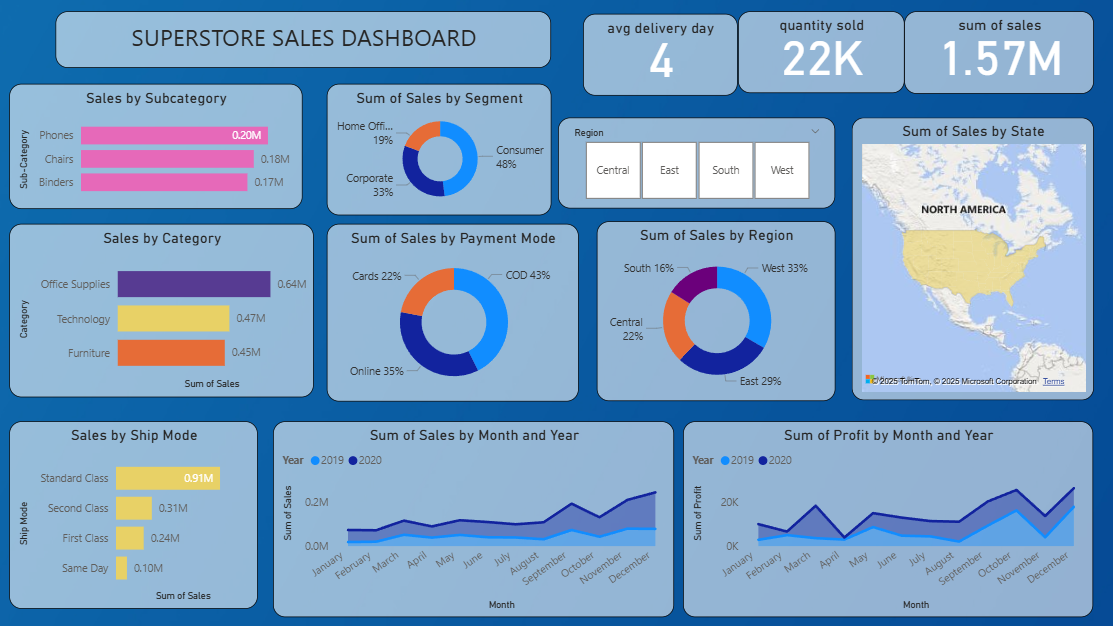 SUPERSTORE SALES DASHBOARD
avg delivery day
4
quantity sold
22K
sum of sales
1.57M
Sales by Subcategory
Sub-Category
Phones
0.20M
Chairs
0.18M
Binders
0.17M
Sum of Sales by Segment
Home Offi...
19%
Consumer
48%
Corporate
33%
Region
Central
East
South
West
Sum of Sales by State
NORTH AMERICA
© 2025 TomTom, © 2025 Microsoft Corporation Terms
Sales by Category
Category
Office Supplies
0.64M
Technology
0.47M
Furniture
0.45M
Sum of Sales
Sum of Sales by Payment Mode
Cards 22%
COD 43%
Online 35%
Sum of Sales by Region
South 16%
West 33%
Central
22%
East 29%
Sales by Ship Mode
Ship Mode
Standard Class
0.91M
Second Class
0.31M
First Class
0.24M
Same Day
0.10M
Sum of Sales
Sum of Sales by Month and Year
Year 2019 2020
Sum of Sales
0.2M
0.0M
January
February
March
April
May
June
July
August
September
October
November
December
Month
Sum of Profit by Month and Year
Year 2019 2020
Sum of Profit
20K
0K
January
February
March
April
May
June
July
August
September
October
November
December
Month